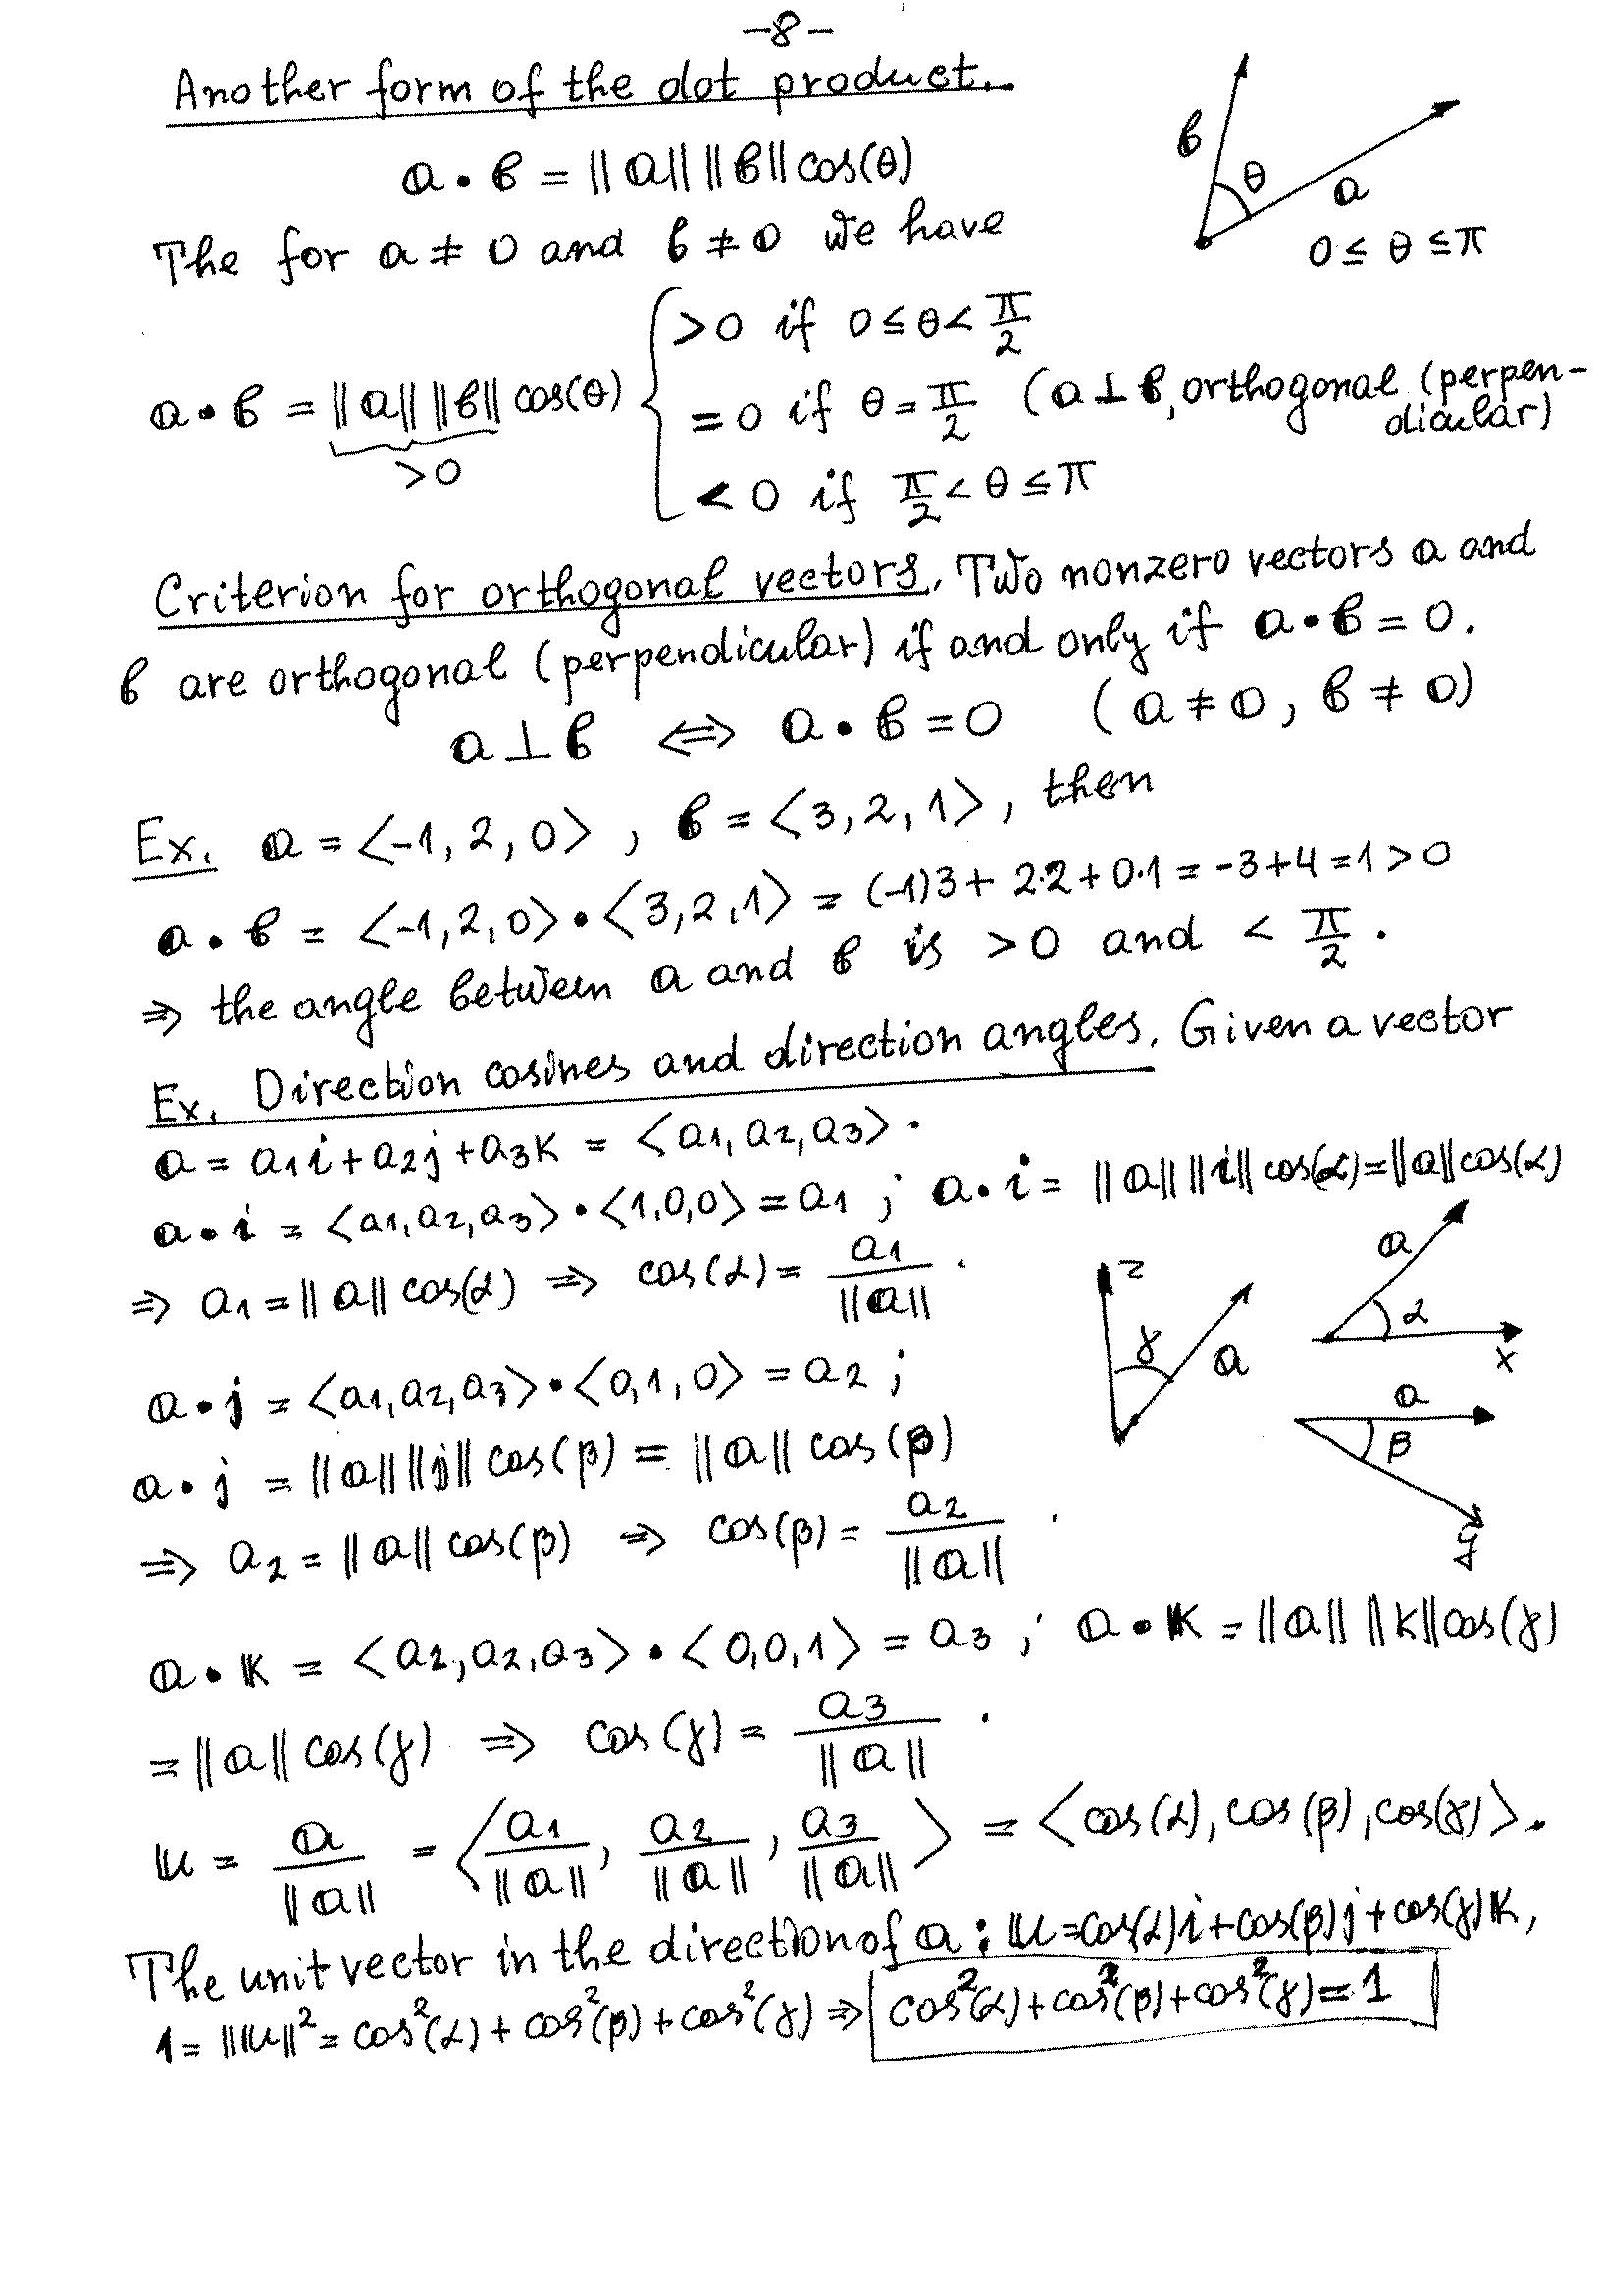 -8-
Another form of the dot product.
a • b = ||a|| ||b|| cos(θ)
b θ a
0 ≤ θ ≤ π
The for a ≠ 0 and b ≠ 0 we have
a • b = ||a|| ||b|| cos(θ) { >0 if 0 ≤ θ < π/2
>0
= 0 if θ = π/2 (a ⊥ b, orthogonal (perpen-
dicular)
< 0 if π/2 < θ ≤ π
Criterion for orthogonal vectors. Two nonzero vectors a and
b are orthogonal (perpendicular) if and only if a • b = 0.
a ⊥ b ⟺ a • b = 0 (a ≠ 0, b ≠ 0)
Ex. a = ⟨-1, 2, 0⟩, b = ⟨3, 2, 1⟩, then
a • b = ⟨-1, 2, 0⟩ • ⟨3, 2, 1⟩ = (-1)3 + 2·2 + 0·1 = -3+4 = 1 > 0
⇒ the angle between a and b is > 0 and < π/2.
Ex. Direction cosines and direction angles. Given a vector
a = a1 i + a2 j + a3 k = ⟨a1, a2, a3⟩.
a • i = ⟨a1, a2, a3⟩ • ⟨1, 0, 0⟩ = a1 ; a • i = ||a|| ||i|| cos(α) = ||a|| cos(α)
⇒ a1 = ||a|| cos(α) ⇒ cos(α) = a1/||a||.
a α x
z γ a
a β y
a • j = ⟨a1, a2, a3⟩ • ⟨0, 1, 0⟩ = a2 ;
a • j = ||a|| ||j|| cos(β) = ||a|| cos(β)
⇒ a2 = ||a|| cos(β) ⇒ cos(β) = a2/||a||.
a • k = ⟨a2, a2, a3⟩ • ⟨0, 0, 1⟩ = a3 ; a • k = ||a|| ||k|| cos(γ)
= ||a|| cos(γ) ⇒ cos(γ) = a3/||a||.
u = a/||a|| = ⟨a1/||a||, a2/||a||, a3/||a||⟩ = ⟨cos(α), cos(β), cos(γ)⟩.
The unit vector in the direction of a : u = cos(α) i + cos(β) j + cos(γ) k,
1 = ||u||² = cos²(α) + cos²(β) + cos²(γ) ⇒ cos²(α) + cos²(β) + cos²(γ) = 1